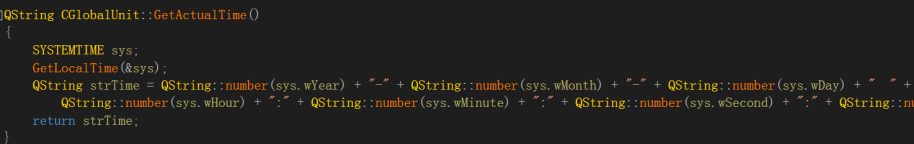 QString CGlobalUnit::GetActualTime()
{
SYSTEMTIME sys;
GetLocalTime(&sys);
QString strTime = QString::number(sys.wYear) + "-" + QString::number(sys.wMonth) + "-" + QString::number(sys.wDay) + "  " +
QString::number(sys.wHour) + ":" + QString::number(sys.wMinute) + ":" + QString::number(sys.wSecond) + ":" + QString::nu
return strTime;
}